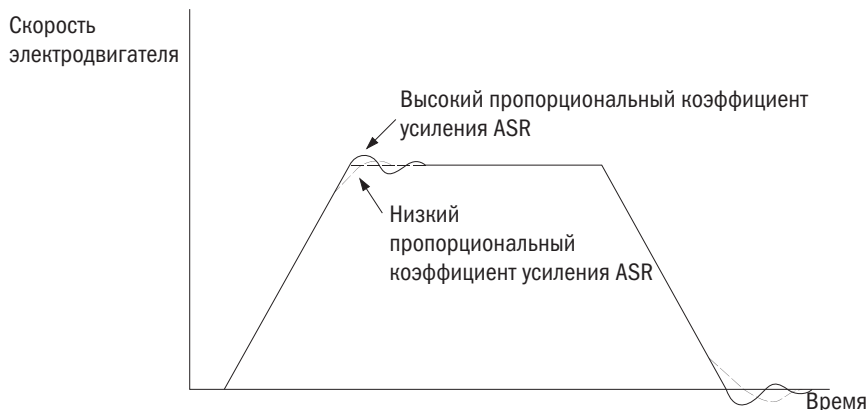 Скорость
электродвигателя
Высокий пропорциональный коэффициент
усиления ASR
Низкий
пропорциональный
коэффициент усиления ASR
Время